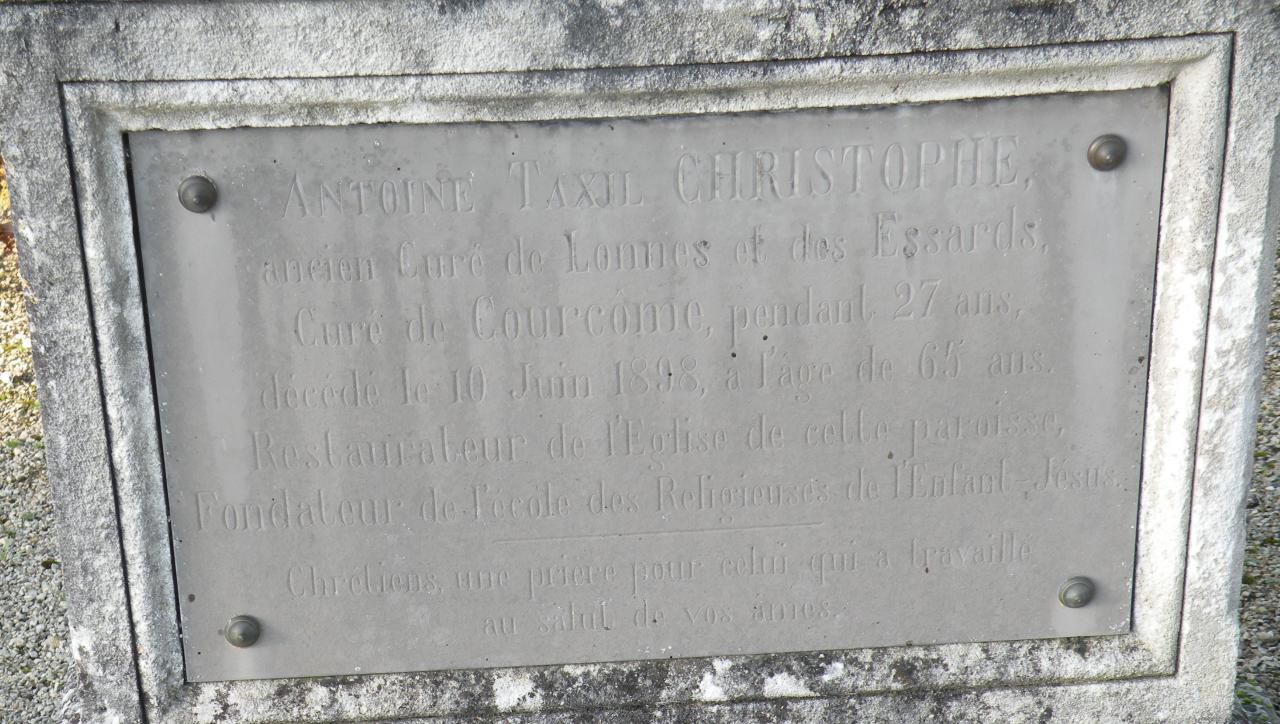 ANTOINE TAXIL CHRISTOPHE,
ancien Curé de Lonnes et des Essards,
Curé de Courcôme, pendant 27 ans,
décédé le 10 Juin 1898, à l'âge de 65 ans.
Restaurateur de l'Eglise de cette paroisse,
Fondateur de l'école des Religieuses de l'Enfant-Jésus.
Chrétiens, une prière pour celui qui a travaillé
au salut de vos âmes.